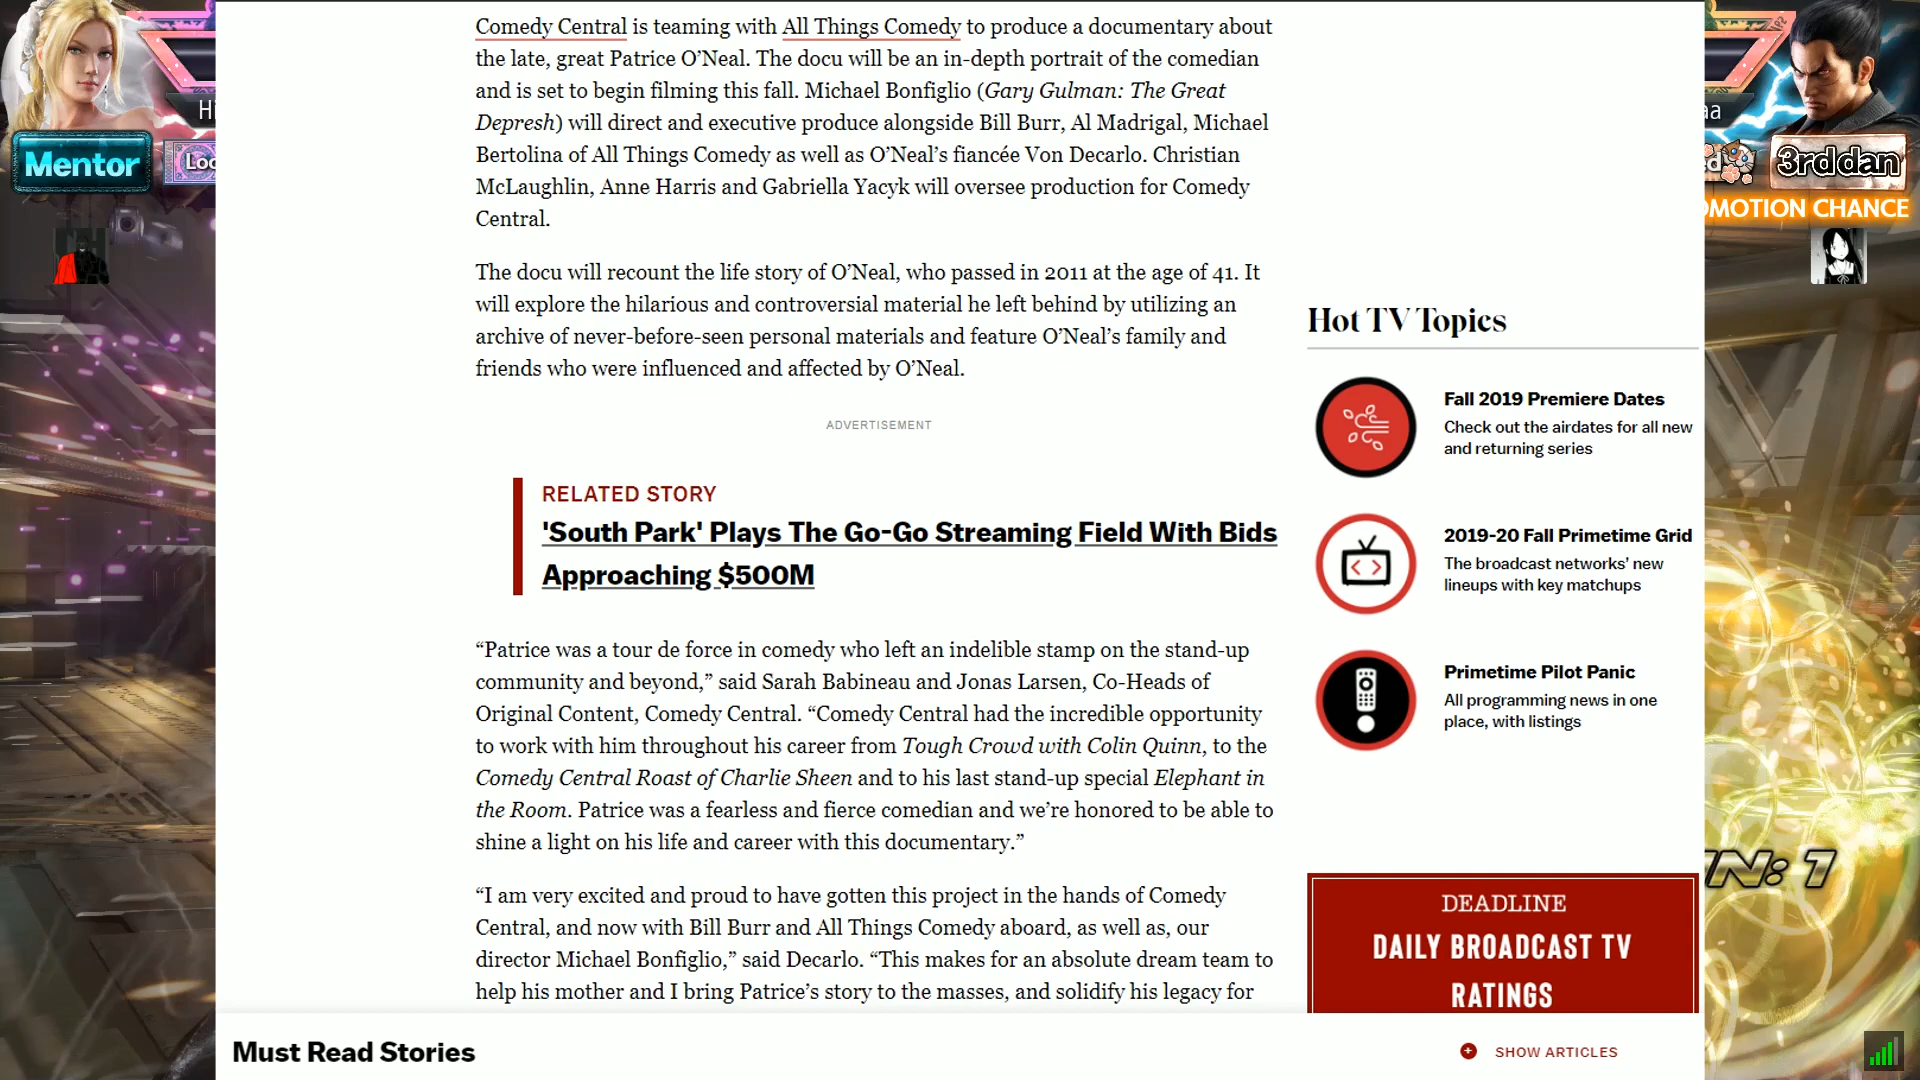 Comedy Central is teaming with All Things Comedy to produce a documentary about
the late, great Patrice O’Neal. The docu will be an in-depth portrait of the comedian
and is set to begin filming this fall. Michael Bonfiglio (Gary Gulman: The Great
Depresh) will direct and executive produce alongside Bill Burr, Al Madrigal, Michael
Bertolina of All Things Comedy as well as O’Neal’s fiancée Von Decarlo. Christian
McLaughlin, Anne Harris and Gabriella Yacyk will oversee production for Comedy
Central.
The docu will recount the life story of O’Neal, who passed in 2011 at the age of 41. It
will explore the hilarious and controversial material he left behind by utilizing an
archive of never-before-seen personal materials and feature O’Neal’s family and
friends who were influenced and affected by O’Neal.
ADVERTISEMENT
RELATED STORY
'South Park' Plays The Go-Go Streaming Field With Bids
Approaching $500M
“Patrice was a tour de force in comedy who left an indelible stamp on the stand-up
community and beyond,” said Sarah Babineau and Jonas Larsen, Co-Heads of
Original Content, Comedy Central. “Comedy Central had the incredible opportunity
to work with him throughout his career from Tough Crowd with Colin Quinn, to the
Comedy Central Roast of Charlie Sheen and to his last stand-up special Elephant in
the Room. Patrice was a fearless and fierce comedian and we’re honored to be able to
shine a light on his life and career with this documentary.”
“I am very excited and proud to have gotten this project in the hands of Comedy
Central, and now with Bill Burr and All Things Comedy aboard, as well as, our
director Michael Bonfiglio,” said Decarlo. “This makes for an absolute dream team to
help his mother and I bring Patrice’s story to the masses, and solidify his legacy for
Hot TV Topics
Fall 2019 Premiere Dates
Check out the airdates for all new
and returning series
2019-20 Fall Primetime Grid
The broadcast networks’ new
lineups with key matchups
Primetime Pilot Panic
All programming news in one
place, with listings
DEADLINE
DAILY BROADCAST TV
RATINGS
Must Read Stories
SHOW ARTICLES
Mentor
3rd dan
CHANCE